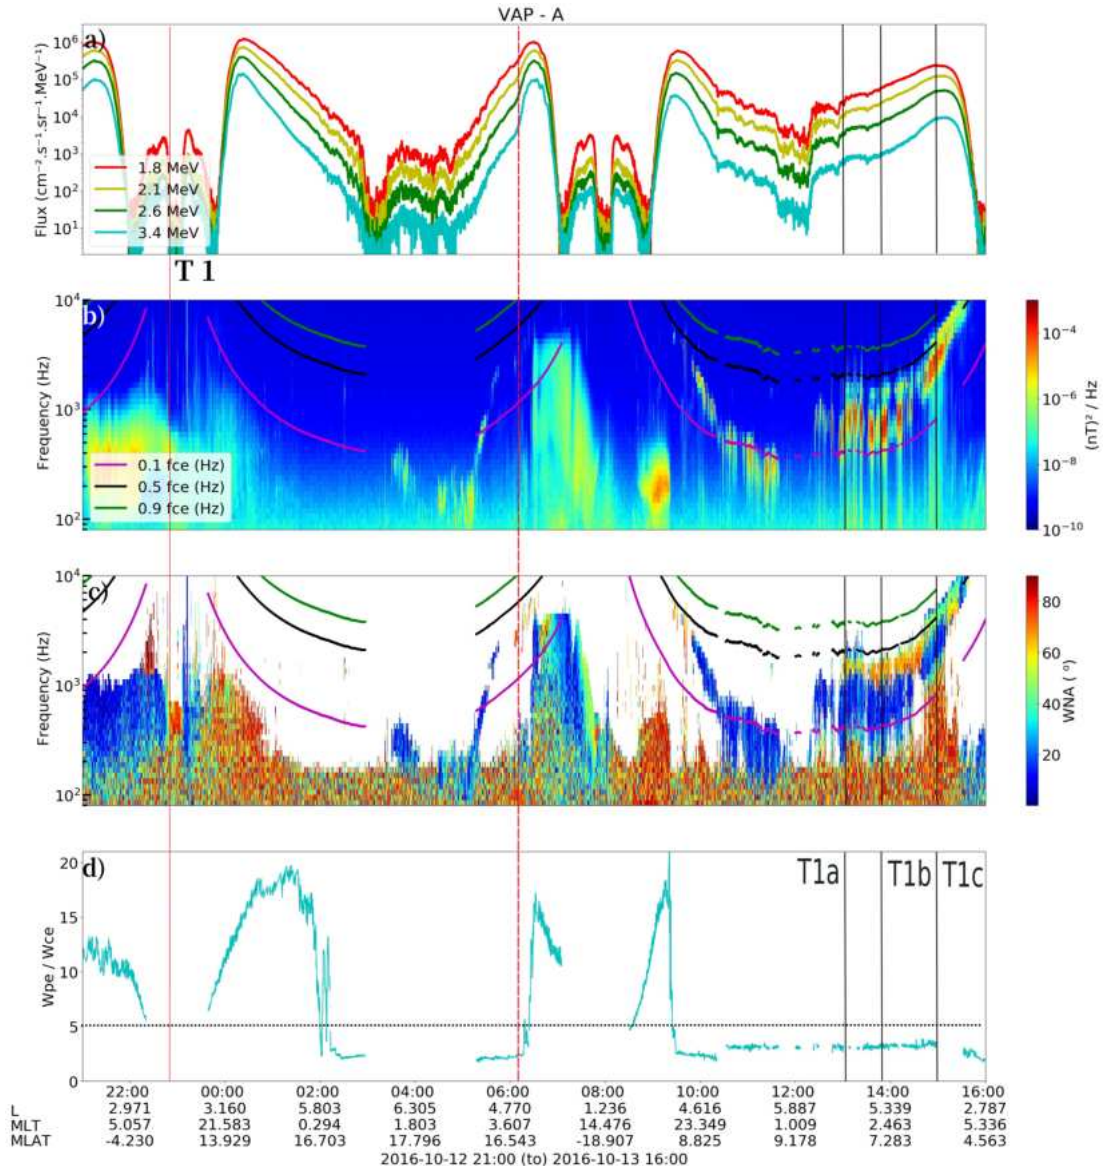 VAP - A
a)
10⁶
10⁵
10⁴
10³
10²
10¹
Flux (cm⁻².S⁻¹.sr⁻¹.MeV⁻¹)
1.8 MeV
2.1 MeV
2.6 MeV
3.4 MeV
T 1
b)
10⁴
10³
10²
Frequency (Hz)
0.1 fce (Hz)
0.5 fce (Hz)
0.9 fce (Hz)
10⁻⁴
10⁻⁶
10⁻⁸
10⁻¹⁰
(nT)² / Hz
c)
10⁴
10³
10²
Frequency (Hz)
80
60
40
20
WNA ( °)
d)
20
15
10
5
0
Wpe / Wce
T1a T1b T1c
22:00 00:00 02:00 04:00 06:00 08:00 10:00 12:00 14:00 16:00
L 2.971 3.160 5.803 6.305 4.770 1.236 4.616 5.887 5.339 2.787
MLT 5.057 21.583 0.294 1.803 3.607 14.476 23.349 1.009 2.463 5.336
MLAT -4.230 13.929 16.703 17.796 16.543 -18.907 8.825 9.178 7.283 4.563
2016-10-12 21:00 (to) 2016-10-13 16:00